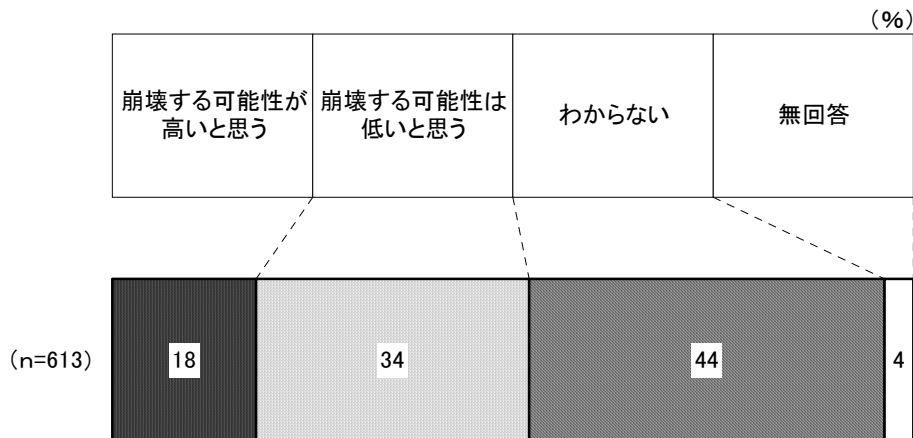 (%)
崩壊する可能性が
高いと思う
崩壊する可能性は
低いと思う
わからない
無回答
(n=613)
18
34
44
4